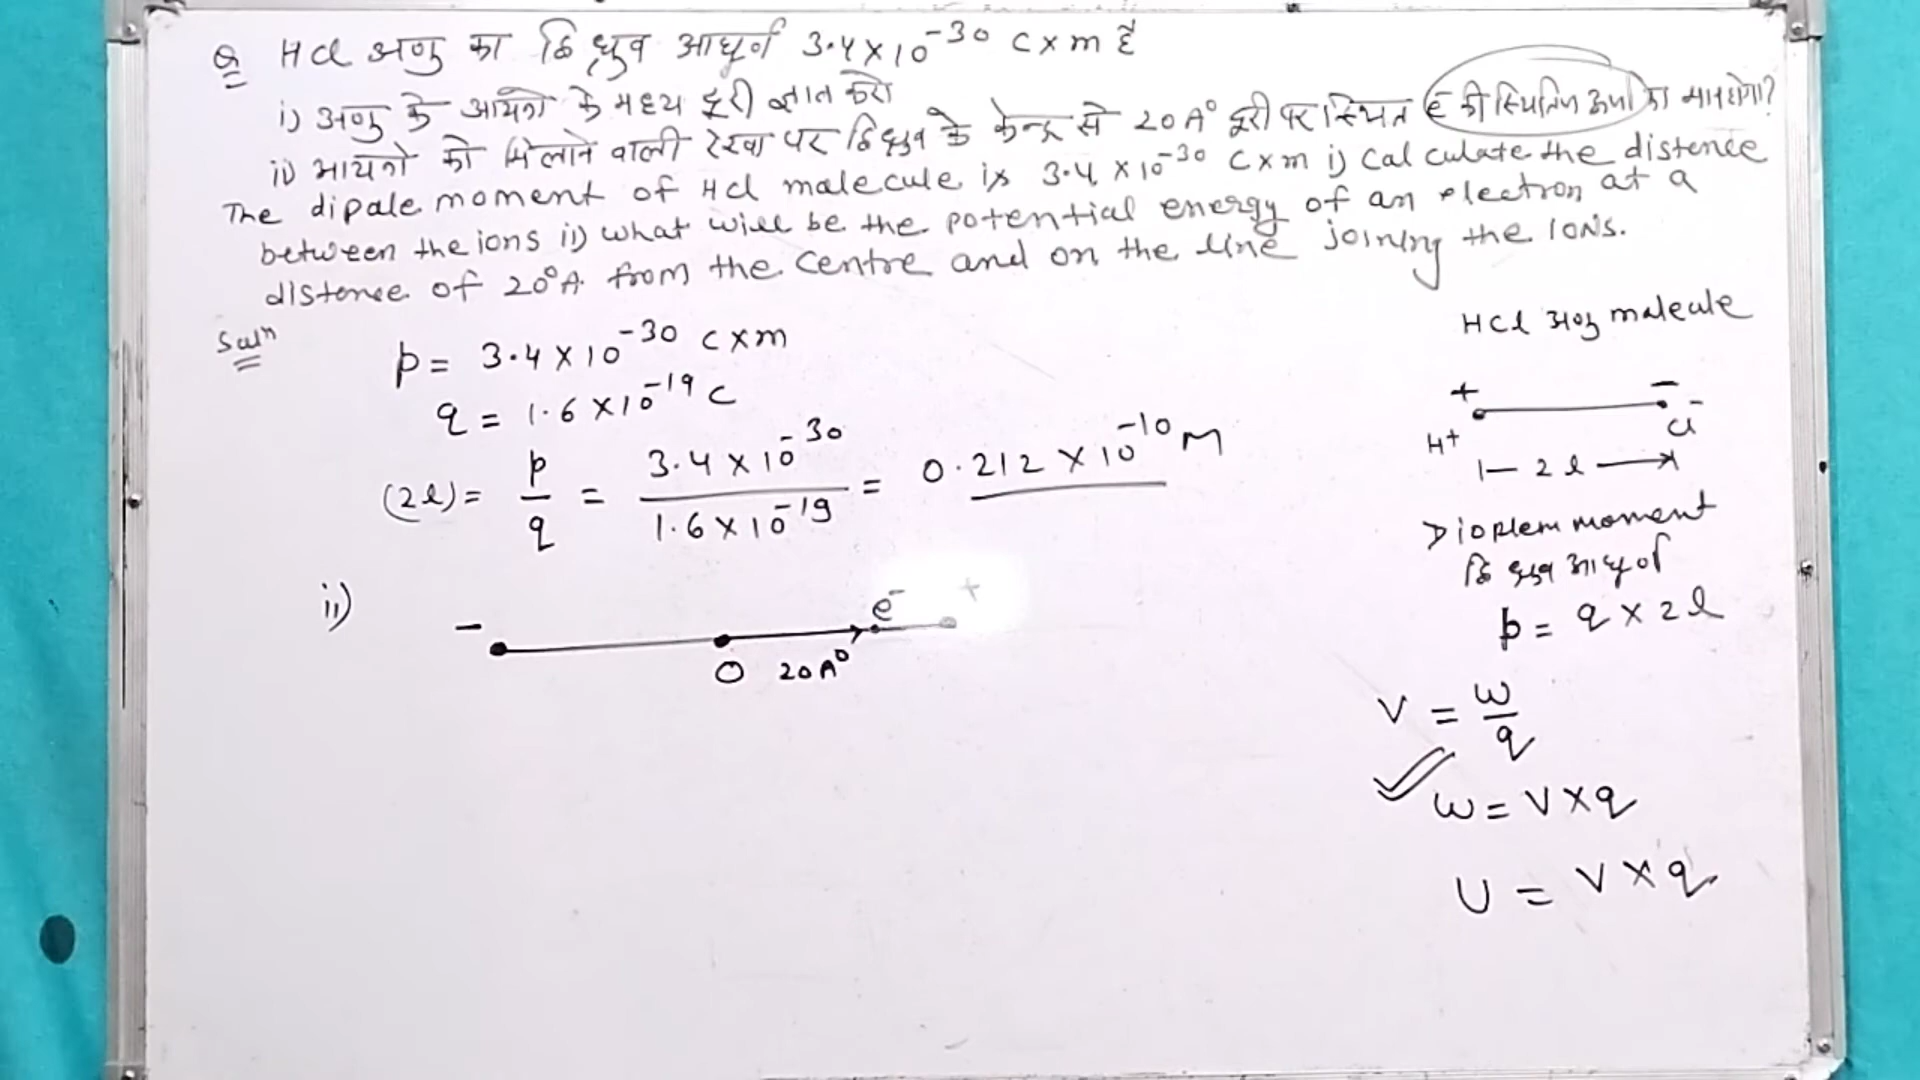 Q HCl अणु का द्विध्रुव आघूर्ण 3.4×10⁻³⁰ C×m है
i) अणु के आयनो के मध्य दूरी ज्ञात करो
ii) आयनो को मिलाने वाली रेखा पर द्विध्रुव के केन्द्र से 20A° दूरी पर स्थित e⁻ की स्थितिज ऊर्जा का मान होगा?
The dipale moment of HCl malecule is 3.4×10⁻³⁰ C×m i) Calculate the distence
between the ions ii) what will be the potential energy of an electron at a
distence of 20°A from the Centre and on the line joining the IONS.
Solⁿ
p = 3.4×10⁻³⁰ C×m
q = 1.6×10⁻¹⁹ C
(2l) = p/q = 3.4×10⁻³⁰/1.6×10⁻¹⁹ = 0.212×10⁻¹⁰ M
ii)
− e⁻ +
O 20A°
HCl अणु malecule
+ −
H⁺ Cl⁻
2l
moment
द्विध्रुव आघूर्ण
p = q×2l
V = W/q
W = V×q
U = V×q